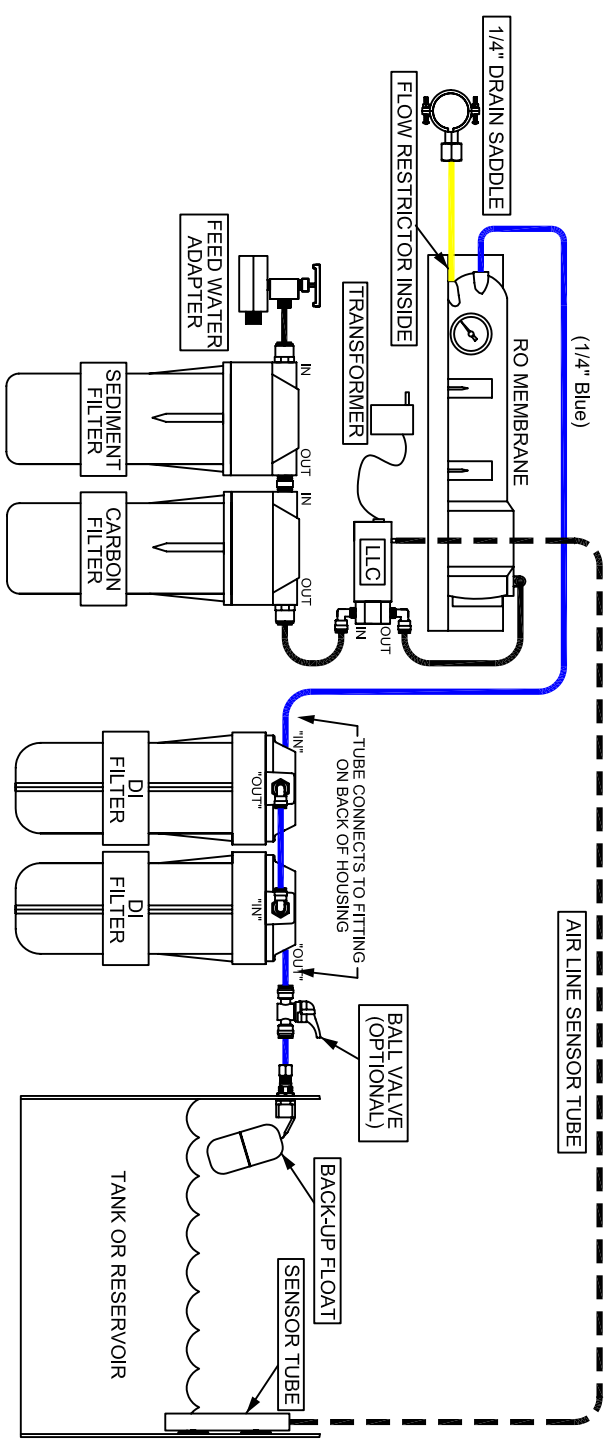 1/4" DRAIN SADDLE
FLOW RESTRICTOR INSIDE
(1/4" Blue)
RO MEMBRANE
TRANSFORMER
LLC
IN
OUT
FEED WATER
ADAPTER
IN
OUT
SEDIMENT
FILTER
IN
OUT
CARBON
FILTER
TUBE CONNECTS TO FITTING
ON BACK OF HOUSING
"IN"
"OUT"
DI
FILTER
"IN"
"OUT"
DI
FILTER
AIR LINE SENSOR TUBE
BALL VALVE
(OPTIONAL)
BACK-UP FLOAT
SENSOR TUBE
TANK OR RESERVOIR